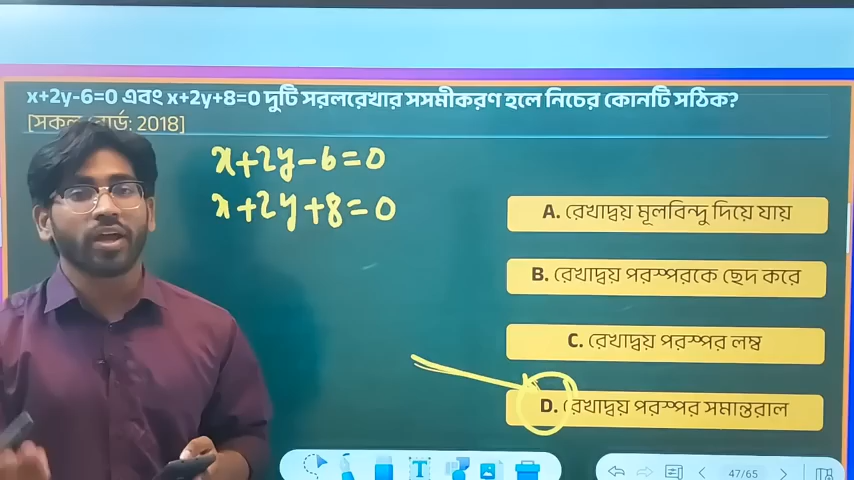 x+2y-6=0 এবং x+2y+8=0 দুটি সরলরেখার সসমীকরণ হলে নিচের কোনটি সঠিক?
[সকল বোর্ড: 2018]
x+2y-6=0
x+2y+8=0
A. রেখাদ্বয় মূলবিন্দু দিয়ে যায়
B. রেখাদ্বয় পরস্পরকে ছেদ করে
C. রেখাদ্বয় পরস্পর লম্ব
D. রেখাদ্বয় পরস্পর সমান্তরাল
T
47/65